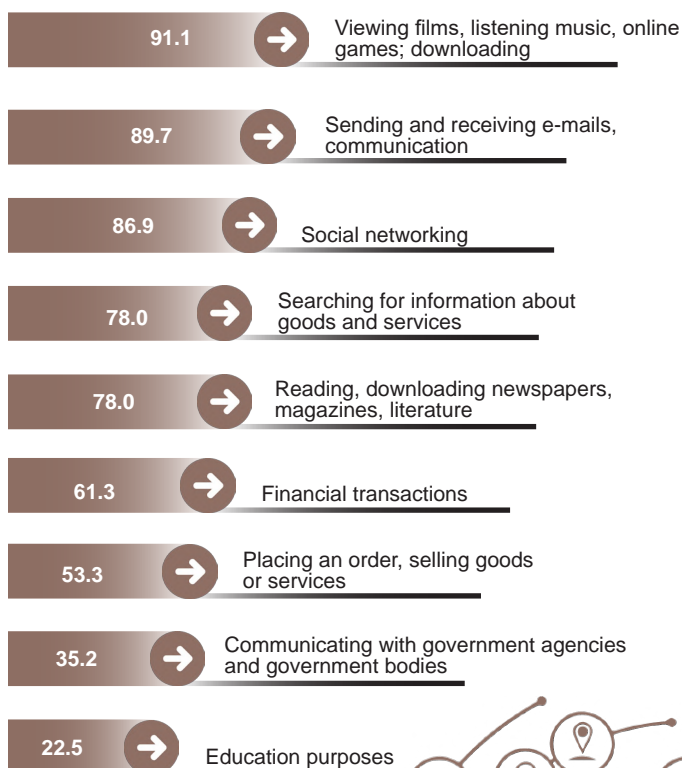 91.1
Viewing films, listening music, online
games; downloading
89.7
Sending and receiving e-mails,
communication
86.9
Social networking
78.0
Searching for information about
goods and services
78.0
Reading, downloading newspapers,
magazines, literature
61.3
Financial transactions
53.3
Placing an order, selling goods
or services
35.2
Communicating with government agencies
and government bodies
22.5
Education purposes